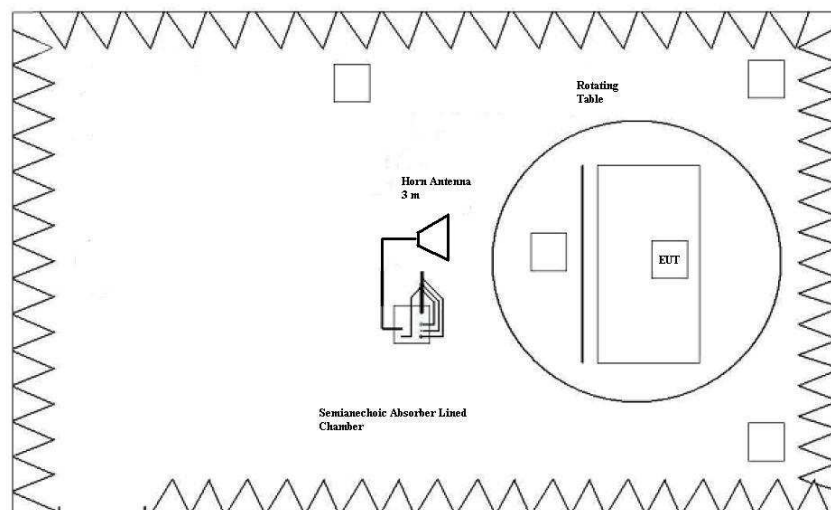 Rotating
Table
Horn Antenna
3 m
EUT
Semianechoic Absorber Lined
Chamber